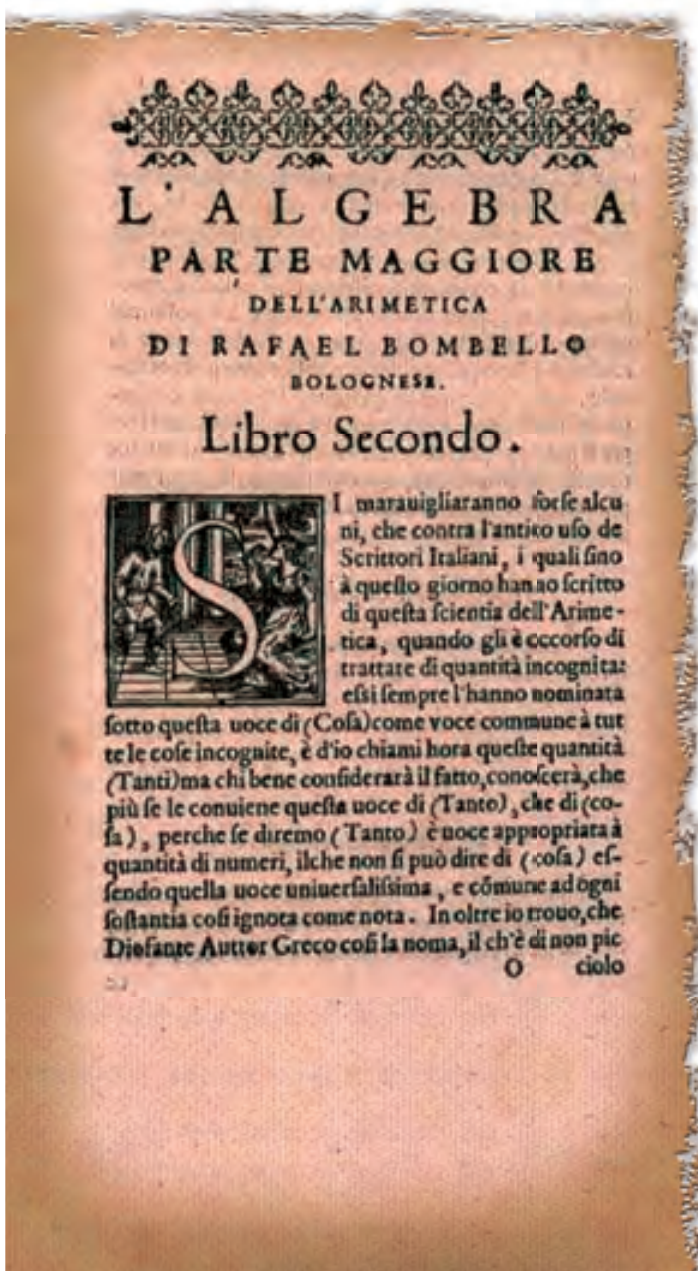 L'ALGEBRA
PARTE MAGGIORE
DELL'ARIMETICA
DI RAFAEL BOMBELLO
BOLOGNESE.
Libro Secondo.
SI marauigliaranno forſe alcu
ni, che contra l'antico uſo de
Scrittori Italiani, i quali ſino
à queſto giorno hanno ſcritto
di queſta ſcientia dell'Arime-
tica, quando gli è occorſo di
trattare di quantità incognita:
eſſi ſempre l'hanno nominata
ſotto queſta uoce di (Coſa) come voce commune à tut
te le coſe incognite, è d'io chiami hora queſte quantità
(Tanti) ma chi bene conſiderarà il fatto, conoſcerà, che
più ſe le conuiene queſta uoce di (Tanto), che di (co-
ſa), perche ſe diremo (Tanto) è uoce appropriata à
quantità di numeri, ilche non ſi può dire di (coſa) eſ-
ſendo quella uoce uniuerſaliſsima, e cõmune ad ogni
ſoſtantia coſi ignota come nota. In oltre io trouo, che
Diofante Auttor Greco coſi la noma, il ch'è di non pic
O ciolo